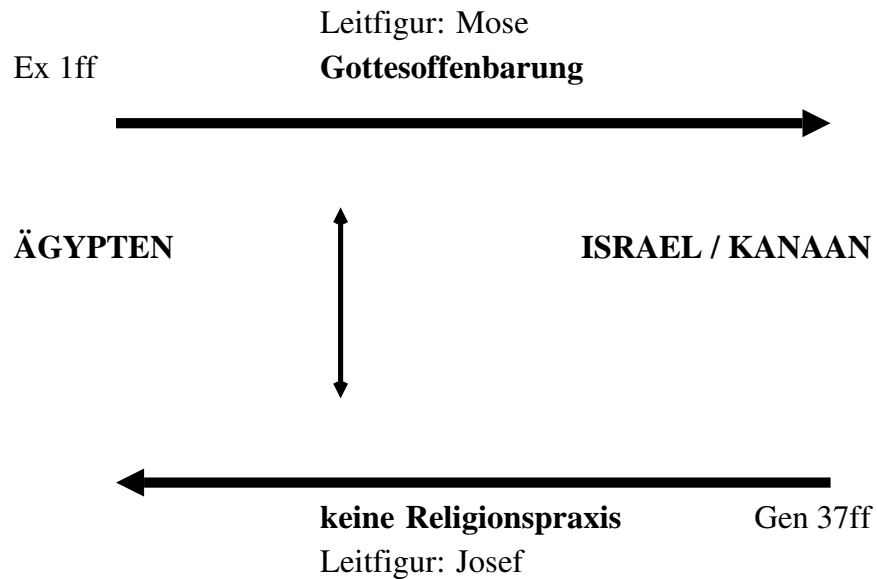 Leitfigur: Mose
Ex 1ff Gottesoffenbarung
ÄGYPTEN ISRAEL / KANAAN
keine Religionspraxis Gen 37ff
Leitfigur: Josef